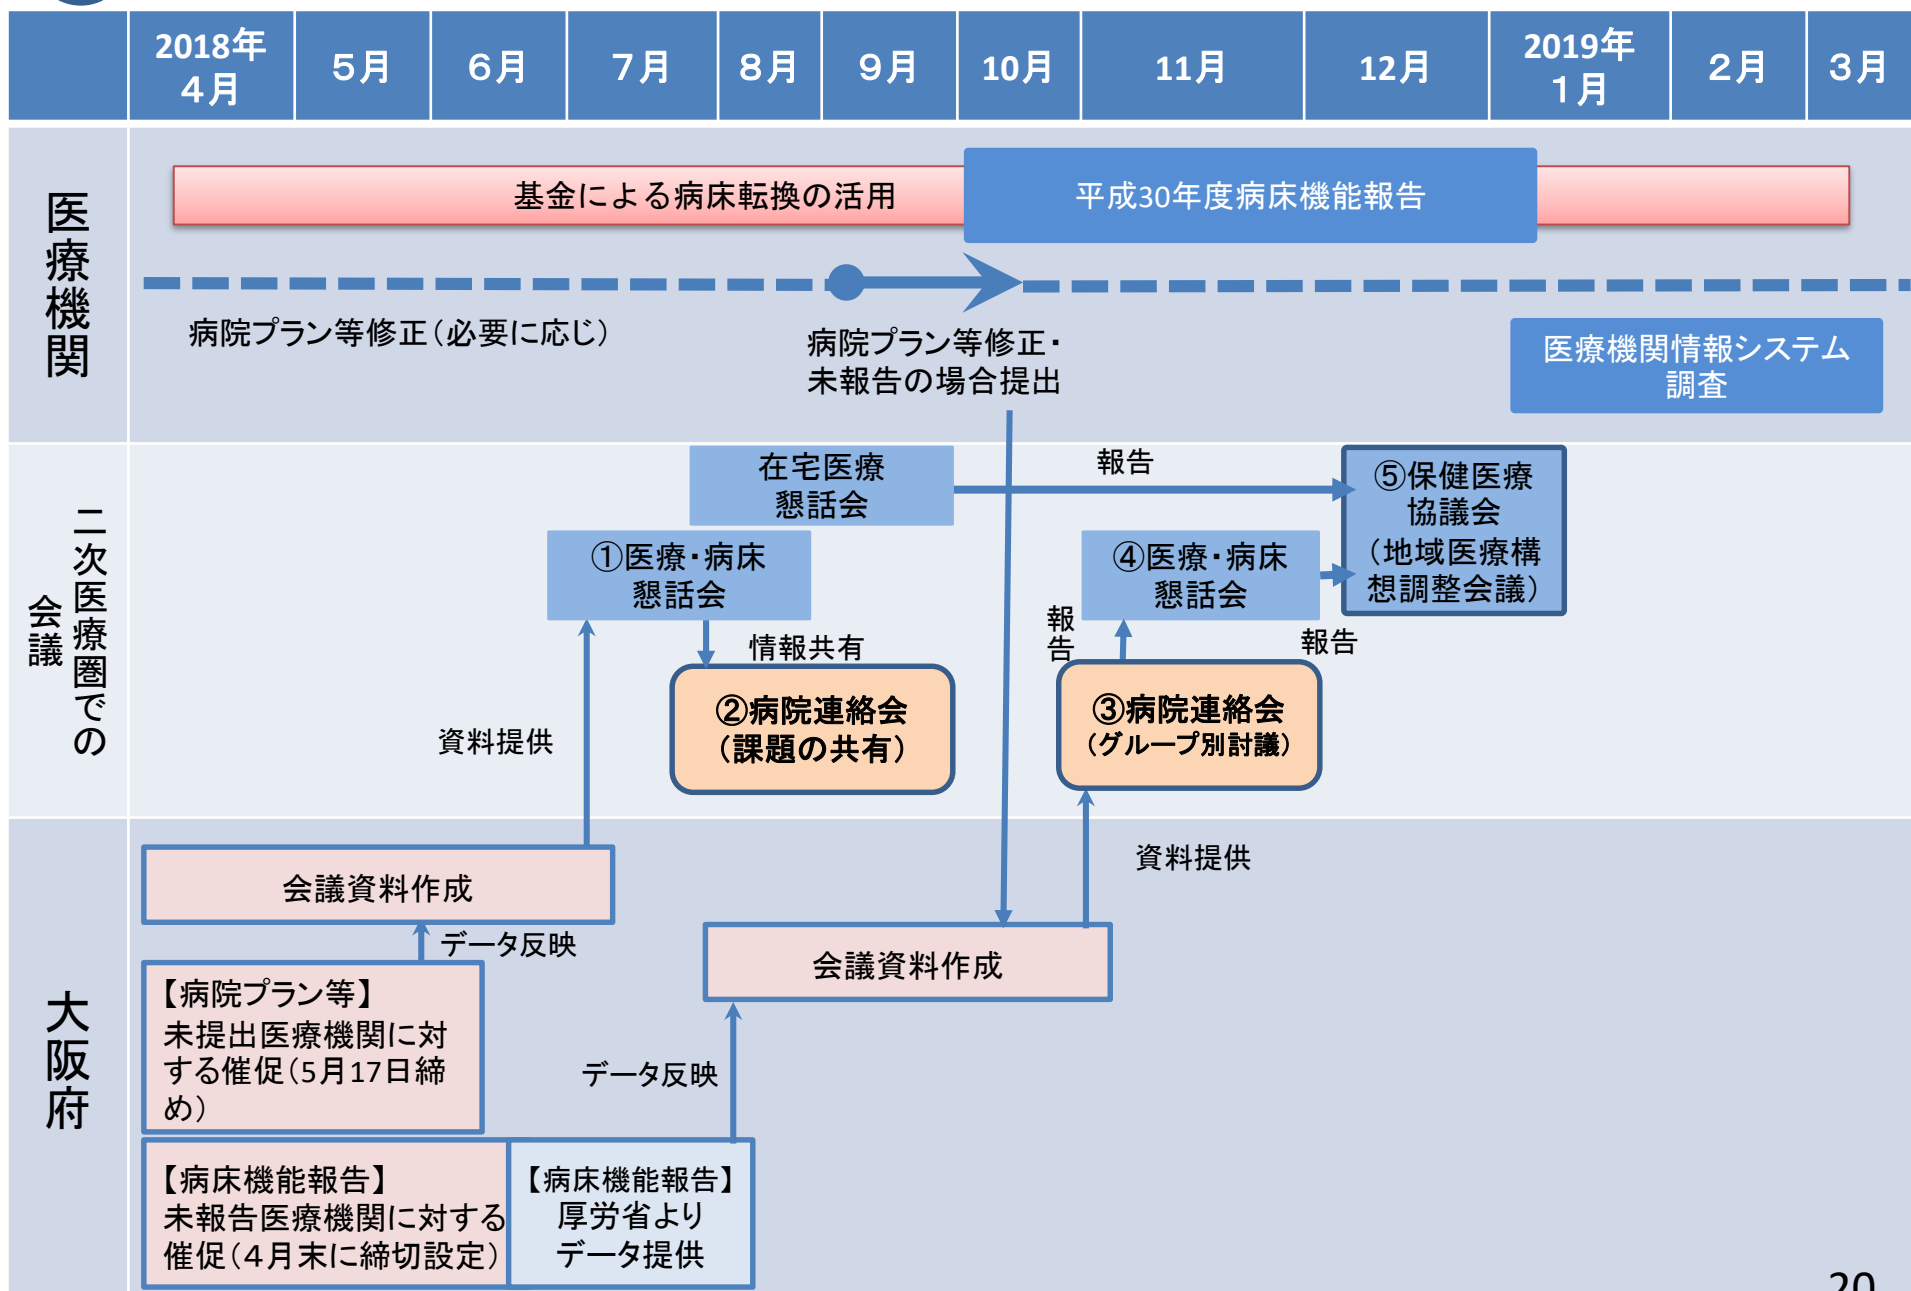 2018年
４月
５月
６月
７月
８月
９月
10月
11月
12月
2019年
１月
２月
３月
医療機関
基金による病床転換の活用
平成30年度病床機能報告
病院プラン等修正（必要に応じ）
病院プラン等修正・
未報告の場合提出
医療機関情報システム
調査
二次医療圏での
会議
在宅医療
懇話会
報告
⑤保健医療
協議会
（地域医療構
想調整会議）
①医療・病床
懇話会
④医療・病床
懇話会
情報共有
報
告
報告
②病院連絡会
（課題の共有）
③病院連絡会
（グループ別討議）
資料提供
資料提供
大阪府
会議資料作成
データ反映
会議資料作成
【病院プラン等】
未提出医療機関に対
する催促（5月17日締
め）
データ反映
【病床機能報告】
未報告医療機関に対する
催促（４月末に締切設定）
【病床機能報告】
厚労省より
データ提供
20